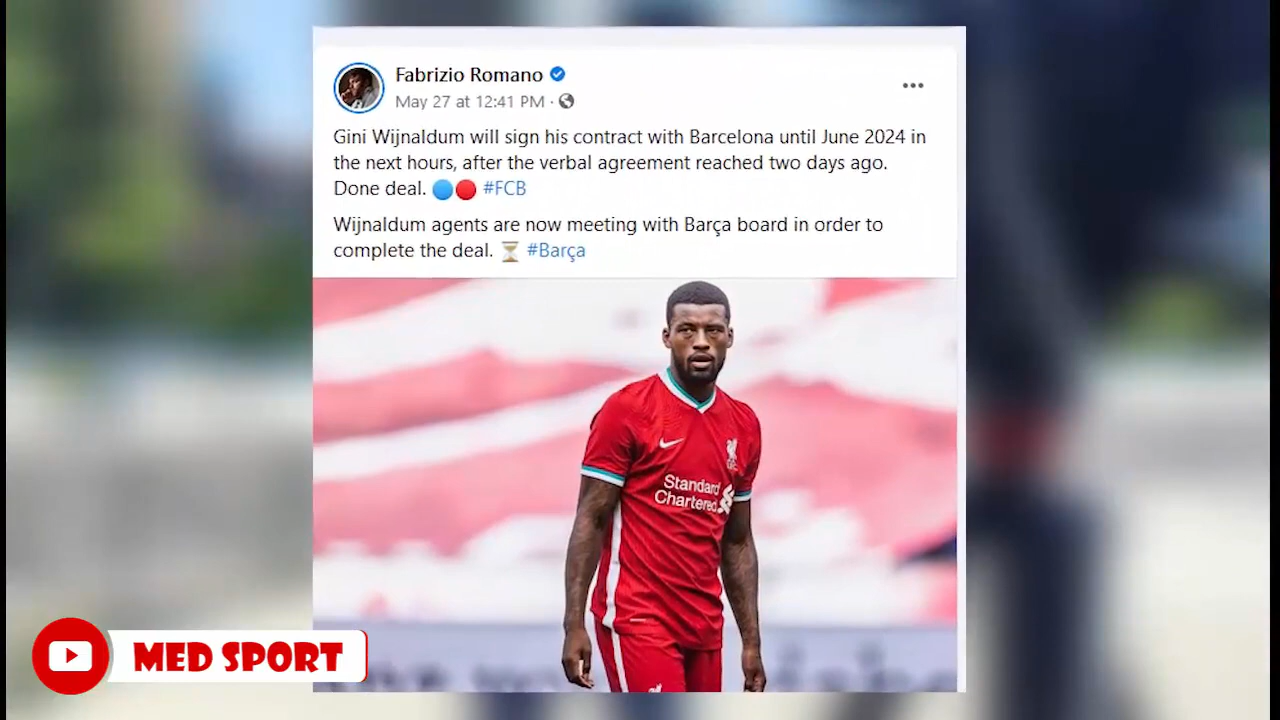 Fabrizio Romano
May 27 at 12:41 PM ·
Gini Wijnaldum will sign his contract with Barcelona until June 2024 in
the next hours, after the verbal agreement reached two days ago.
Done deal. 🔵🔴 #FCB
Wijnaldum agents are now meeting with Barça board in order to
complete the deal. ⏳ #Barça
Standard
Chartered
MED SPORT